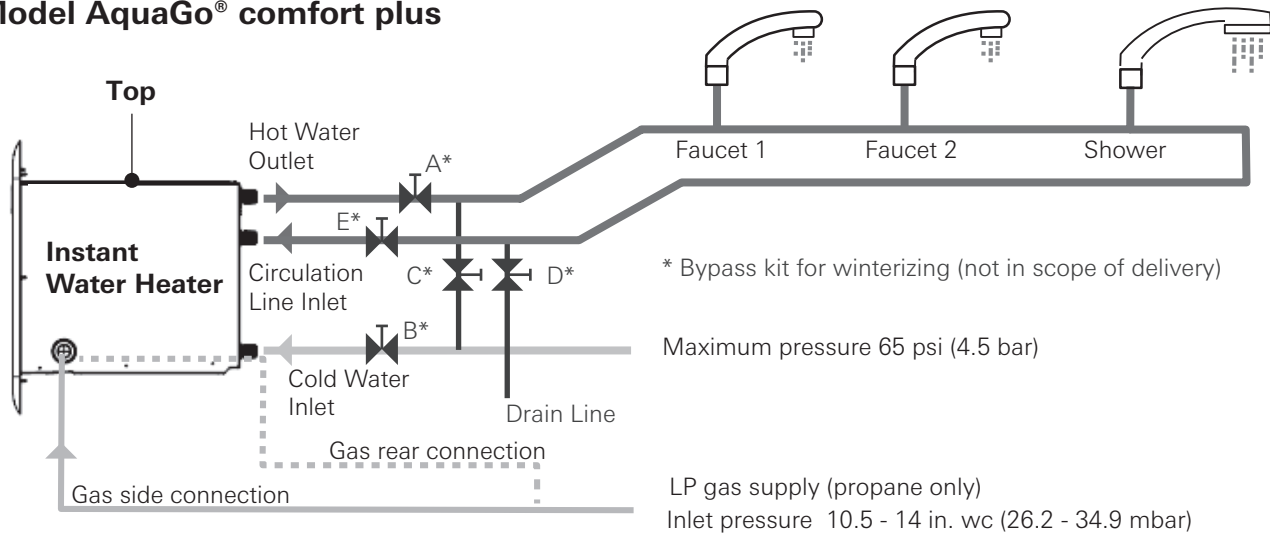 Model AquaGo® comfort plus
Top
Hot Water
Outlet
A*
Faucet 1
Faucet 2
Shower
E*
Instant
Water Heater
Circulation
Line Inlet
C*
D*
* Bypass kit for winterizing (not in scope of delivery)
B*
Maximum pressure 65 psi (4.5 bar)
Cold Water
Inlet
Drain Line
Gas rear connection
Gas side connection
LP gas supply (propane only)
Inlet pressure 10.5 - 14 in. wc (26.2 - 34.9 mbar)